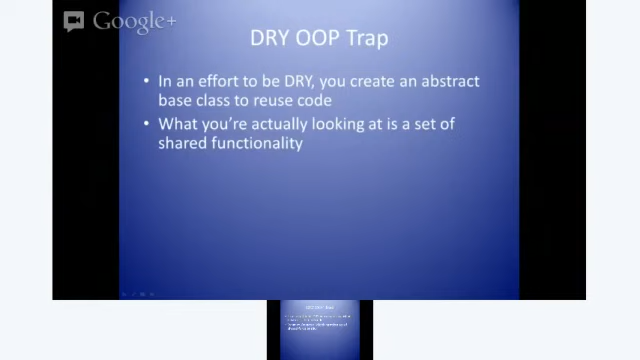 Google+
DRY OOP Trap
• In an effort to be DRY, you create an abstract
base class to reuse code
• What you're actually looking at is a set of
shared functionality